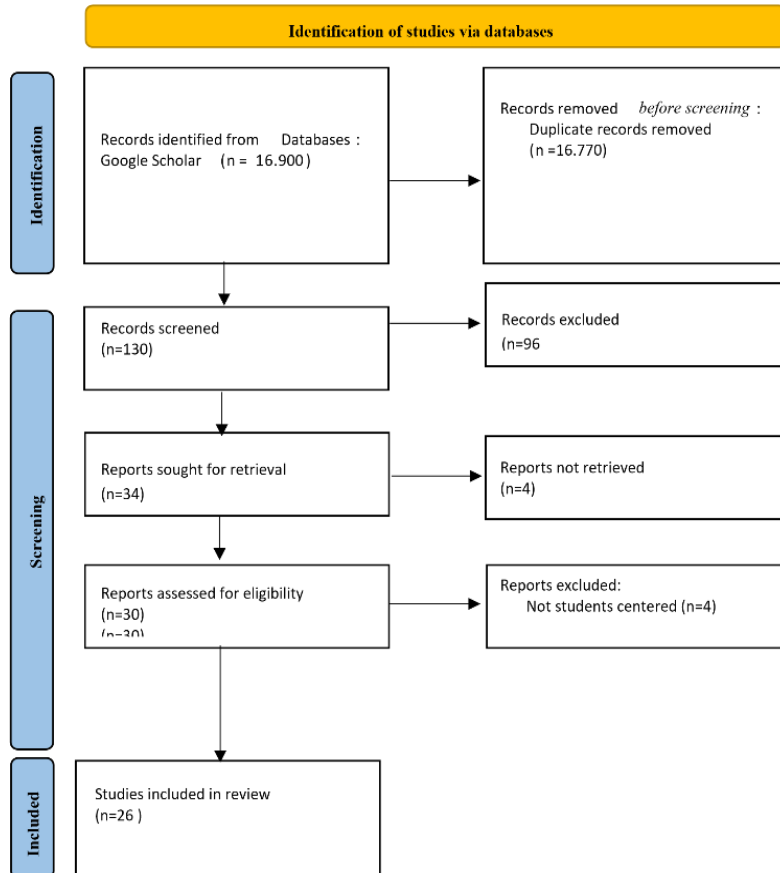 Identification of studies via databases
Identification
Records identified from Databases :
Google Scholar (n = 16.900 )
Records removed before screening :
Duplicate records removed
(n =16.770)
Screening
Records screened
(n=130)
Records excluded
(n=96
Reports sought for retrieval
(n=34)
Reports not retrieved
(n=4)
Reports assessed for eligibility
(n=30)
(n=30)
Reports excluded:
Not students centered (n=4)
Included
Studies included in review
(n=26 )